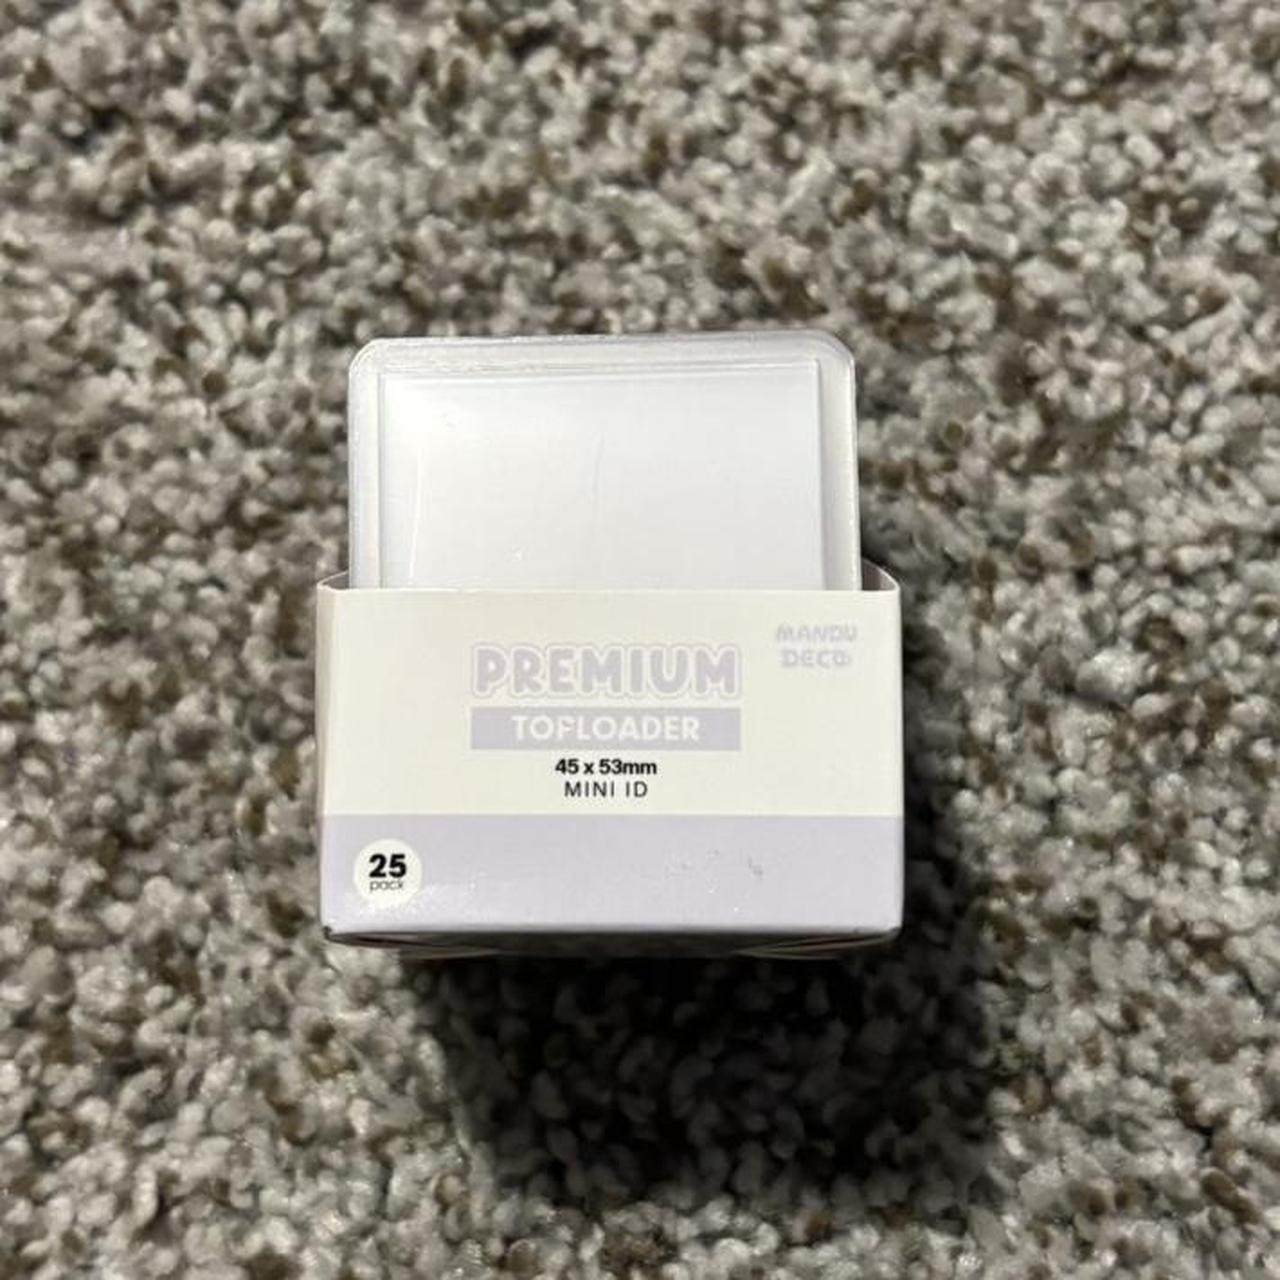 PREMIUM
MANDU
DECO
TOPLOADER
45 x 53mm
MINI ID
25
pack